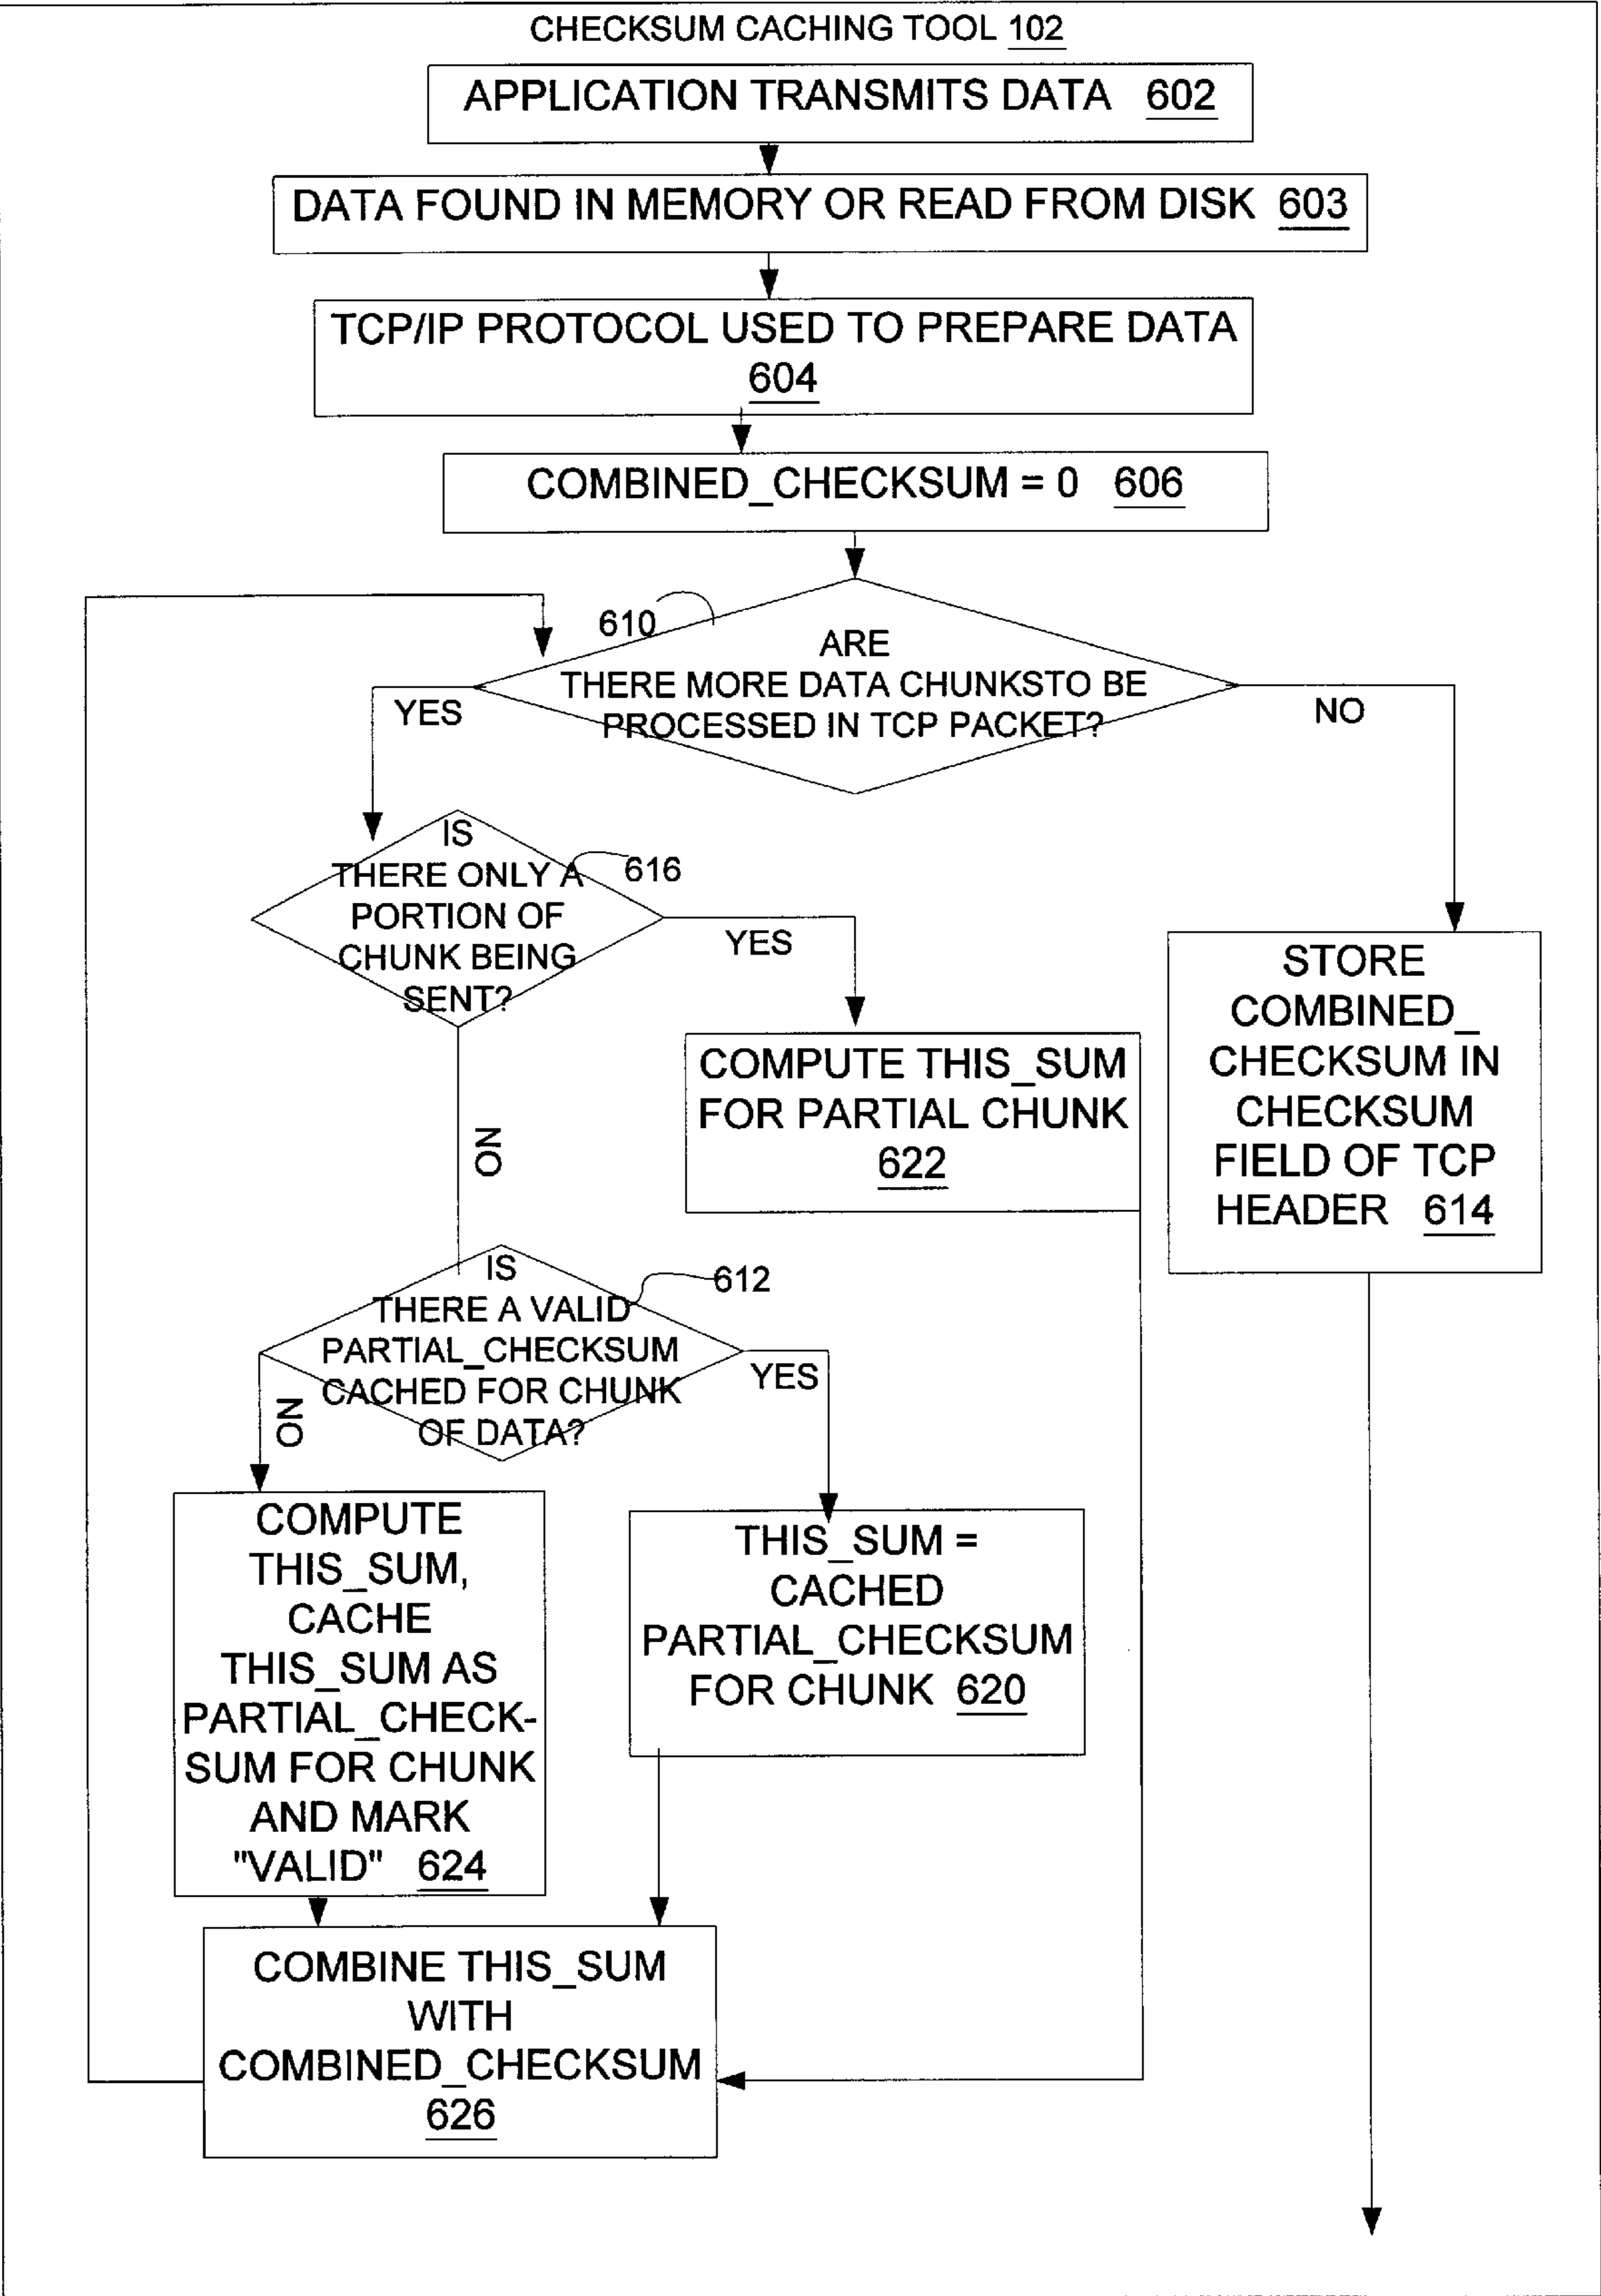 CHECKSUM CACHING TOOL 102
APPLICATION TRANSMITS DATA 602
DATA FOUND IN MEMORY OR READ FROM DISK 603
TCP/IP PROTOCOL USED TO PREPARE DATA
604
COMBINED_CHECKSUM = 0 606
610
ARE
THERE MORE DATA CHUNKSTO BE
PROCESSED IN TCP PACKET?
YES
NO
IS
THERE ONLY A
PORTION OF
CHUNK BEING
SENT?
616
YES
NO
COMPUTE THIS_SUM
FOR PARTIAL CHUNK
622
STORE
COMBINED_
CHECKSUM IN
CHECKSUM
FIELD OF TCP
HEADER 614
IS
THERE A VALID
PARTIAL_CHECKSUM
CACHED FOR CHUNK
OF DATA?
612
YES
NO
COMPUTE
THIS_SUM,
CACHE
THIS_SUM AS
PARTIAL_CHECK-
SUM FOR CHUNK
AND MARK
"VALID" 624
THIS_SUM =
CACHED
PARTIAL_CHECKSUM
FOR CHUNK 620
COMBINE THIS_SUM
WITH
COMBINED_CHECKSUM
626